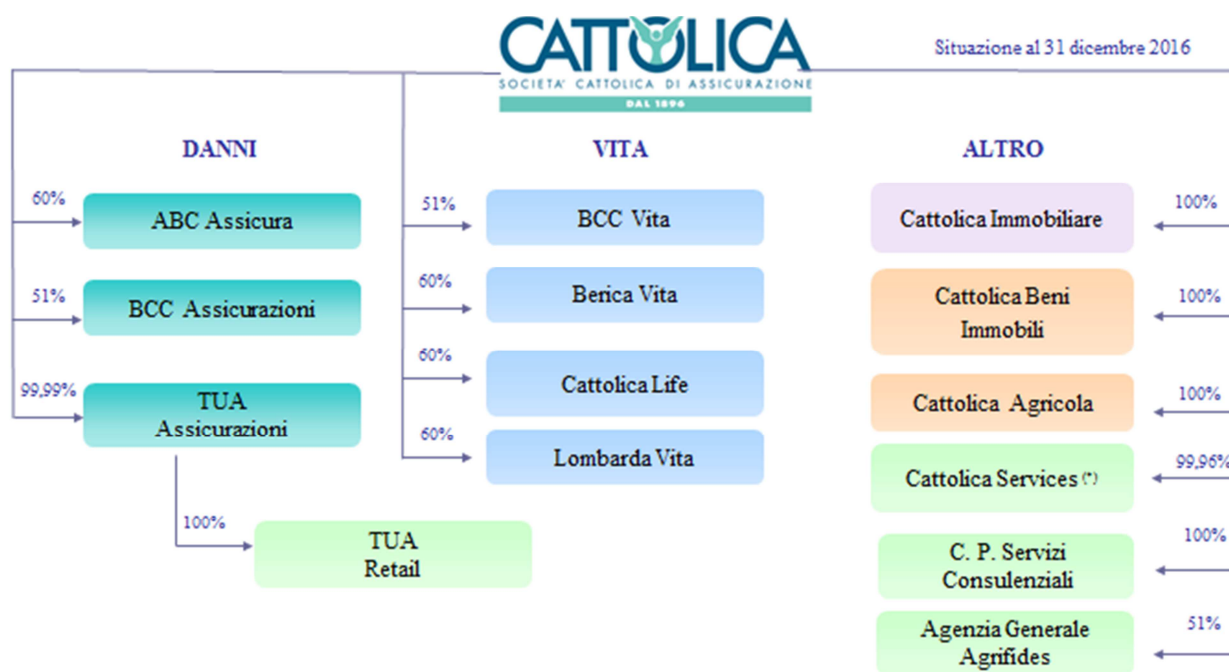 CATTOLICA
SOCIETA' CATTOLICA DI ASSICURAZIONE
DAL 1896
Situazione al 31 dicembre 2016
DANNI
60%
ABC Assicura
51%
BCC Assicurazioni
99,99%
TUA
Assicurazioni
100%
TUA
Retail
VITA
51%
BCC Vita
60%
Berica Vita
60%
Cattolica Life
60%
Lombarda Vita
ALTRO
Cattolica Immobiliare
100%
Cattolica Beni
Immobili
100%
Cattolica Agricola
100%
Cattolica Services (*)
99,96%
C. P. Servizi
Consulenziali
100%
Agenzia Generale
Agrifides
51%